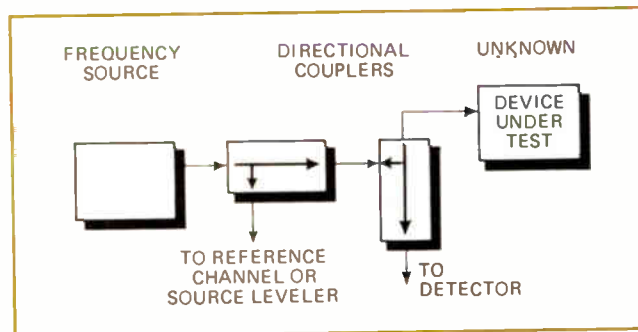 FREQUENCY
SOURCE
DIRECTIONAL
COUPLERS
UNKNOWN
DEVICE
UNDER
TEST
TO REFERENCE
CHANNEL OR
SOURCE LEVELER
TO
DETECTOR